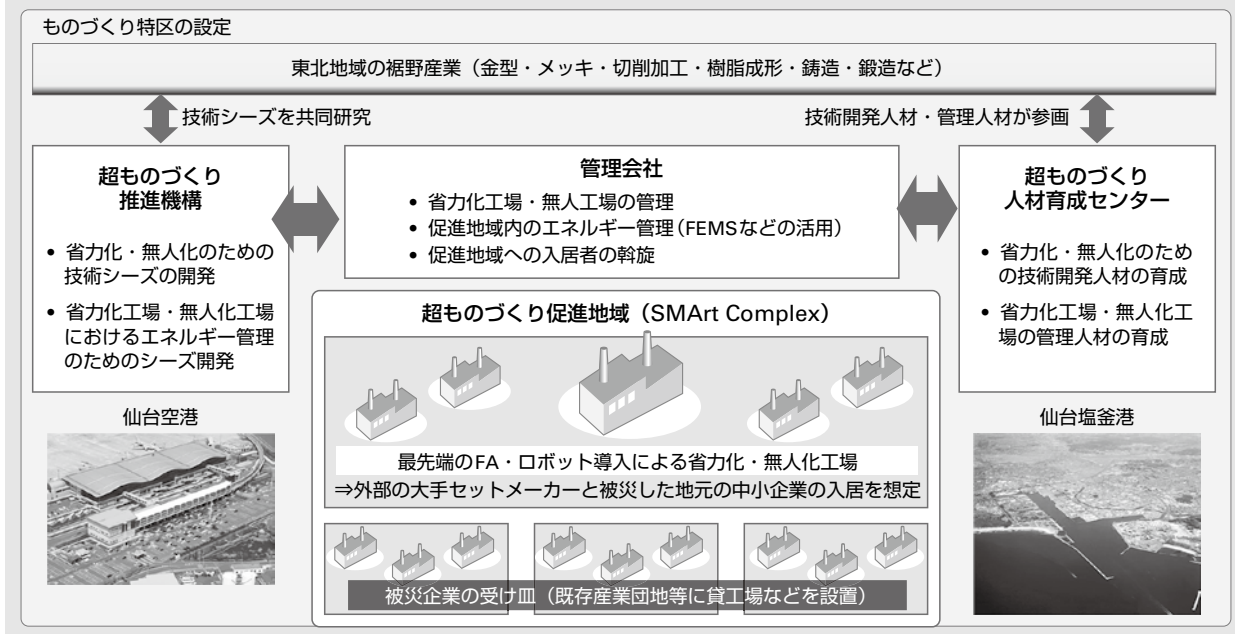 ものづくり特区の設定
東北地域の裾野産業（金型・メッキ・切削加工・樹脂成形・鋳造・鍛造など）
技術シーズを共同研究
技術開発人材・管理人材が参画
超ものづくり
推進機構
• 省力化・無人化のための
技術シーズの開発
• 省力化工場・無人化工場
におけるエネルギー管理
のためのシーズ開発
管理会社
• 省力化工場・無人工場の管理
• 促進地域内のエネルギー管理（FEMSなどの活用）
• 促進地域への入居者の斡旋
超ものづくり
人材育成センター
• 省力化・無人化のため
の技術開発人材の育成
• 省力化工場・無人化工
場の管理人材の育成
超ものづくり促進地域（SMArt Complex）
最先端のFA・ロボット導入による省力化・無人化工場
⇒外部の大手セットメーカーと被災した地元の中小企業の入居を想定
被災企業の受け皿（既存産業団地等に貸工場などを設置）
仙台空港
仙台塩釜港